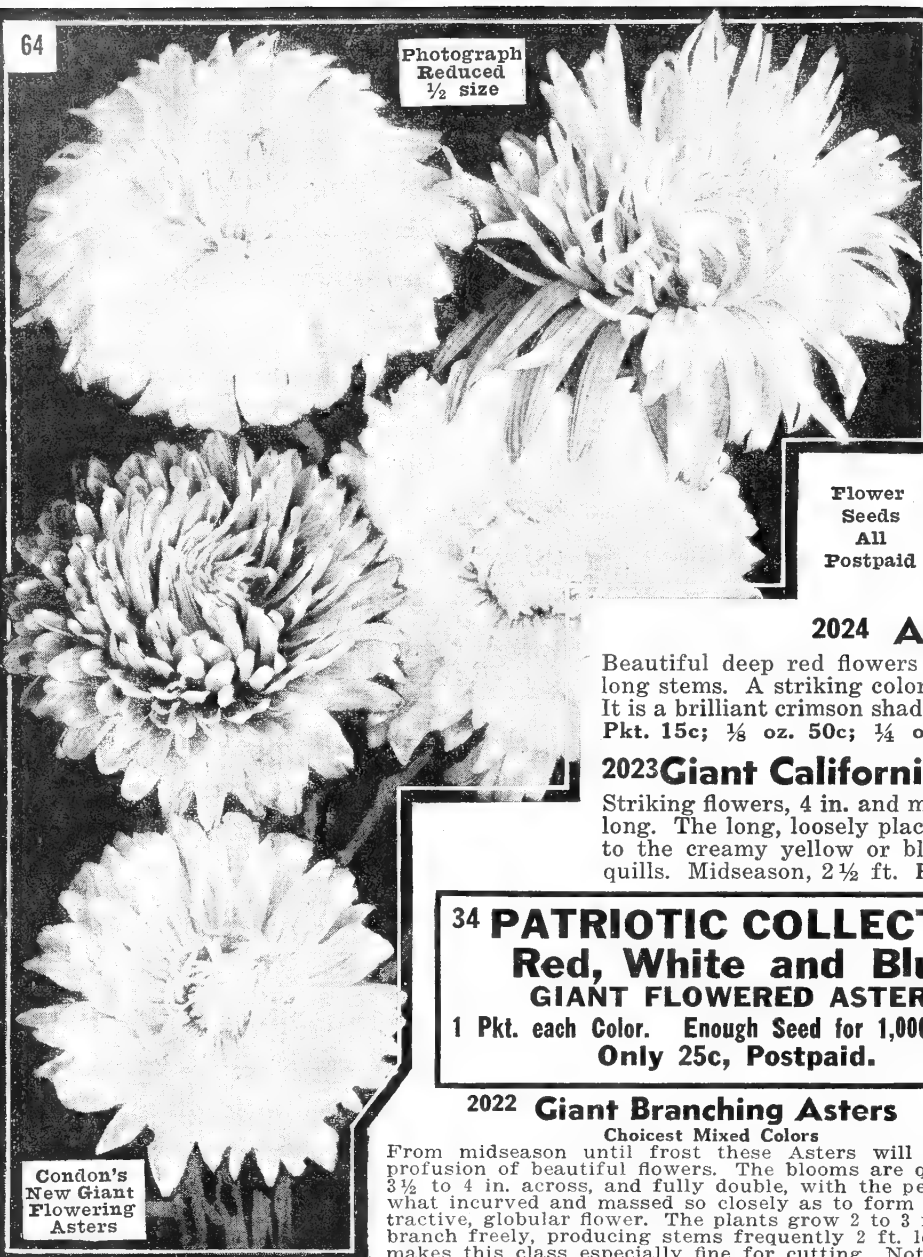 64
Photograph
Reduced
½ size
Flower
Seeds
All
Postpaid
2024 A
Beautiful deep red flowers
long stems. A striking color
It is a brilliant crimson shad
Pkt. 15c; ⅛ oz. 50c; ¼ o
2023 Giant Californi
Striking flowers, 4 in. and m
long. The long, loosely plac
to the creamy yellow or bl
quills. Midseason, 2½ ft. P
34 PATRIOTIC COLLECT
Red, White and Blu
GIANT FLOWERED ASTER
1 Pkt. each Color. Enough Seed for 1,000
Only 25c, Postpaid.
2022 Giant Branching Asters
Choicest Mixed Colors
From midseason until frost these Asters will
profusion of beautiful flowers. The blooms are q
3½ to 4 in. across, and fully double, with the pe
what incurved and massed so closely as to form
tractive, globular flower. The plants grow 2 to 3
branch freely, producing stems frequently 2 ft. l
makes this class especially fine for cutting. No
Condon's
New Giant
Flowering
Asters